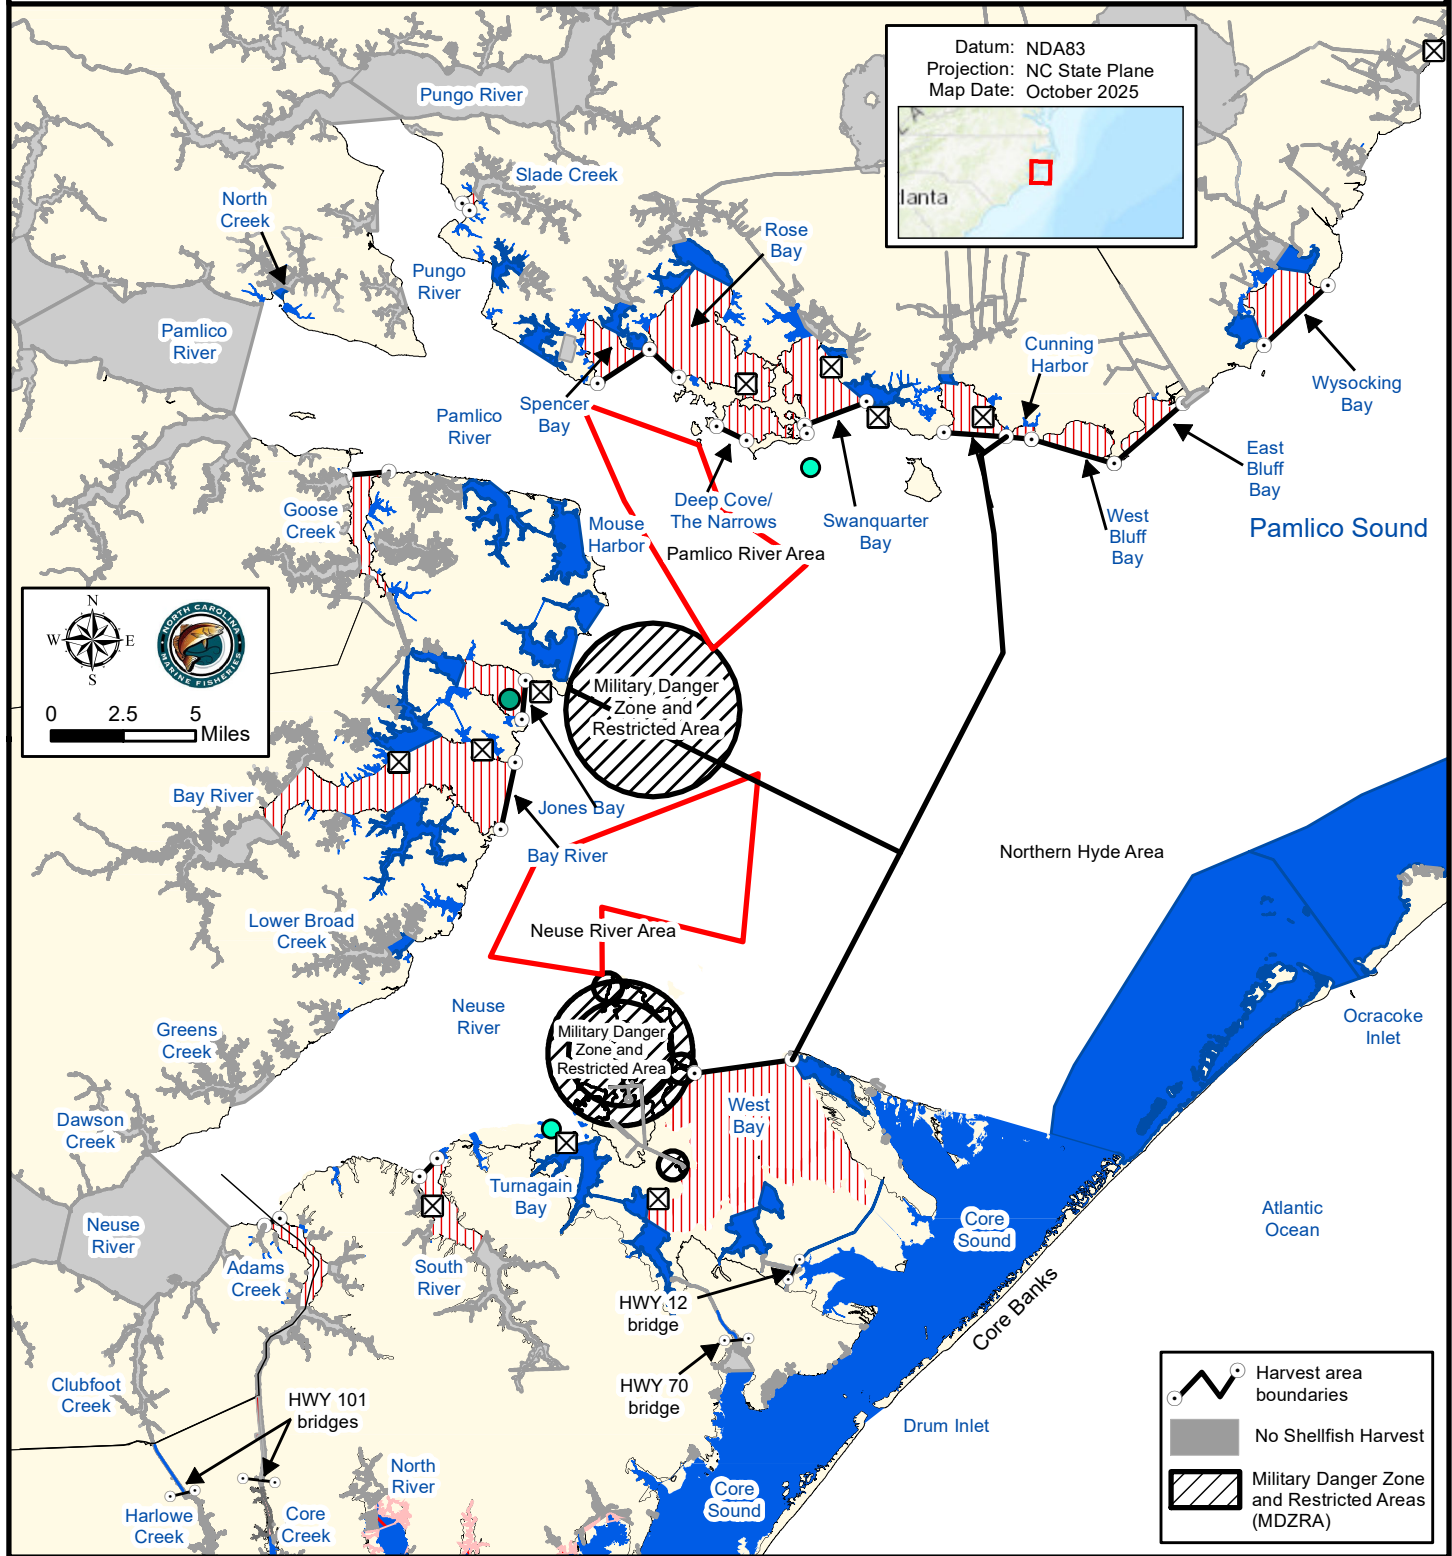 Datum: NDA83
Projection: NC State Plane
Map Date: October 2025
lanta
Pungo River
Slade Creek
North
Creek
Rose
Bay
Pungo
River
Pamlico
River
Cunning
Harbor
Wysocking
Bay
Spencer
Bay
Pamlico
River
East
Bluff
Bay
Goose
Creek
Mouse
Harbor
Deep Cove/
The Narrows
Swanquarter
Bay
West
Bluff
Bay
Pamlico Sound
Pamlico River Area
N
W E
S
NORTH CAROLINA
MARINE FISHERIES
0 2.5 5
Miles
Military Danger
Zone and
Restricted Area
Bay River
Jones Bay
Bay River
Northern Hyde Area
Lower Broad
Creek
Neuse River Area
Neuse
River
Greens
Creek
Military Danger
Zone and
Restricted Area
Ocracoke
Inlet
Dawson
Creek
West
Bay
Turnagain
Bay
Neuse
River
Core
Sound
Atlantic
Ocean
Adams
Creek
South
River
HWY 12
bridge
Core Banks
HWY 70
bridge
Clubfoot
Creek
HWY 101
bridges
Drum Inlet
North
River
Harlowe
Creek
Core
Creek
Core
Sound
Harvest area
boundaries
No Shellfish Harvest
Military Danger Zone
and Restricted Areas
(MDZRA)